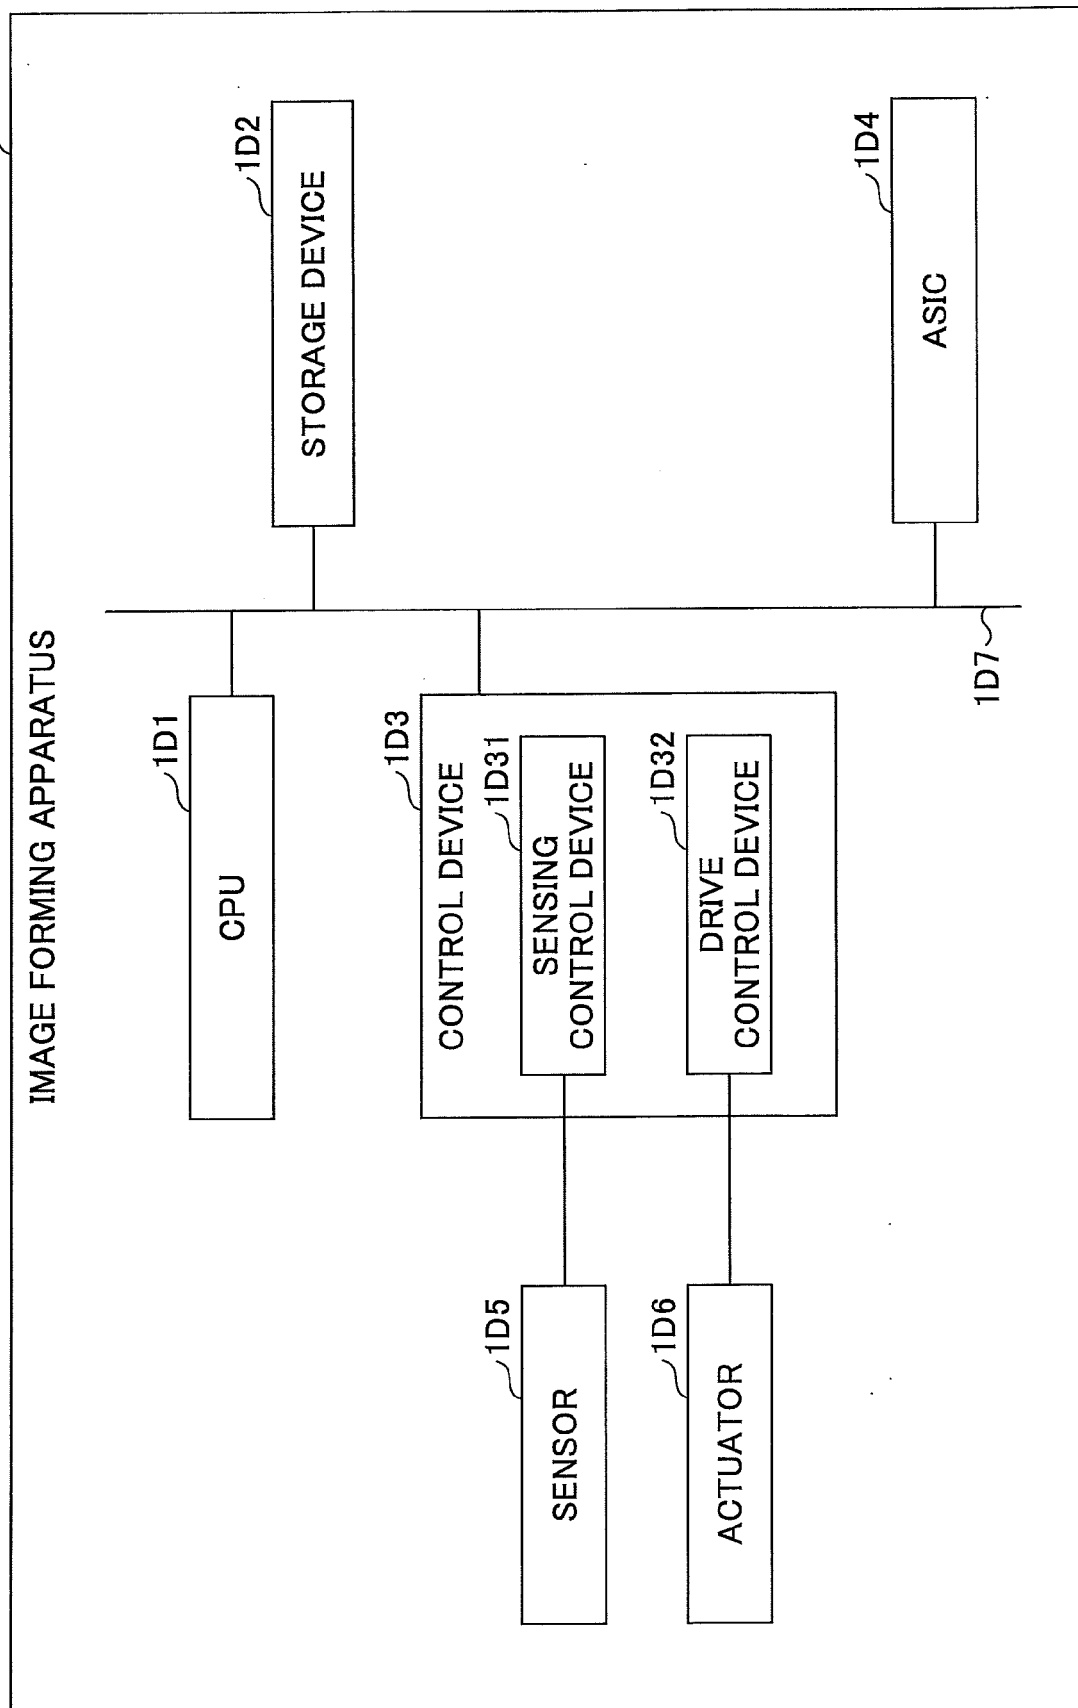 IMAGE FORMING APPARATUS
1D1
CPU
1D2
STORAGE DEVICE
1D3
CONTROL DEVICE
1D5
SENSOR
1D31
SENSING
CONTROL DEVICE
1D6
ACTUATOR
1D32
DRIVE
CONTROL DEVICE
1D4
ASIC
1D7